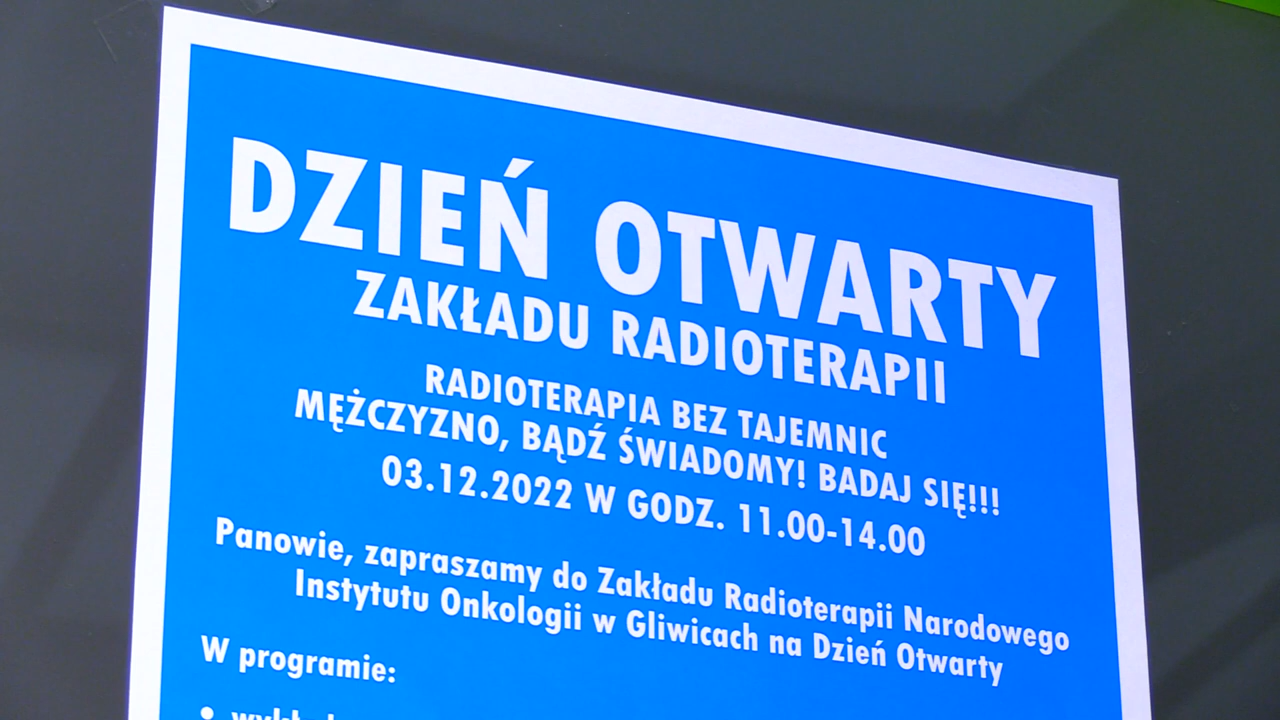 DZIEŃ OTWARTY
ZAKŁADU RADIOTERAPII
RADIOTERAPIA BEZ TAJEMNIC
MĘŻCZYZNO, BĄDŹ ŚWIADOMY! BADAJ SIĘ!!!
03.12.2022 W GODZ. 11.00-14.00
Panowie, zapraszamy do Zakładu Radioterapii Narodowego
Instytutu Onkologii w Gliwicach na Dzień Otwarty
W programie: